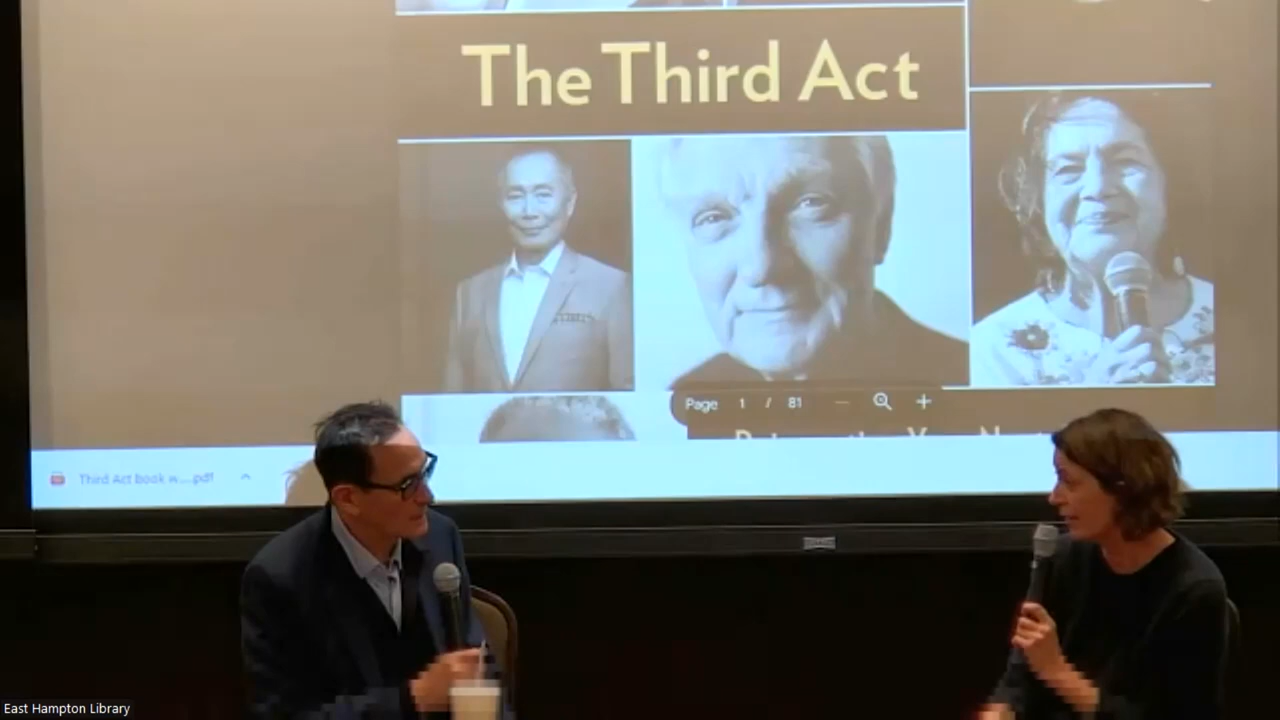 The Third Act
Page 1 / 81
Third Act book w....pdf
East Hampton Library